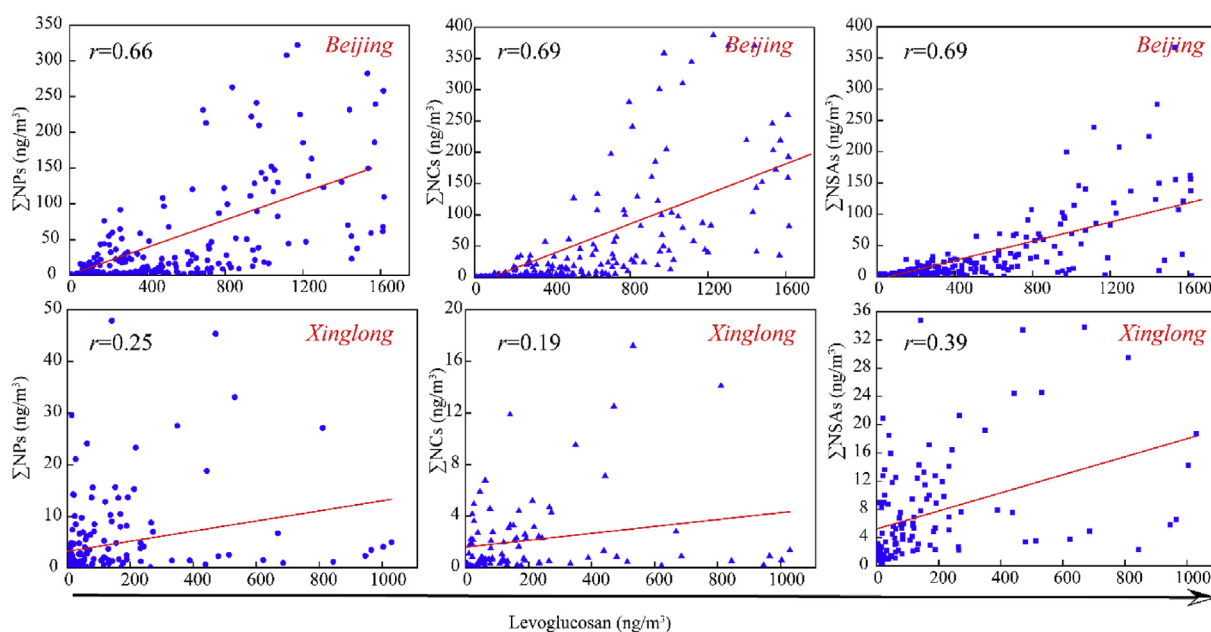 350
300
250
200
150
100
50
0
∑NPs (ng/m³)
r=0.66
Beijing
0 400 800 1200 1600
400
350
300
250
200
150
100
50
0
∑NCs (ng/m³)
r=0.69
Beijing
0 400 800 1200 1600
400
350
300
250
200
150
100
50
0
∑NSAs (ng/m³)
r=0.69
Beijing
0 400 800 1200 1600
50
40
30
20
10
0
∑NPs (ng/m³)
r=0.25
Xinglong
0 200 400 600 800 1000
20
16
12
8
4
0
∑NCs (ng/m³)
r=0.19
Xinglong
0 200 400 600 800 1000
36
32
28
24
20
16
12
8
4
0
∑NSAs (ng/m³)
r=0.39
Xinglong
0 200 400 600 800 1000
Levoglucosan (ng/m³)